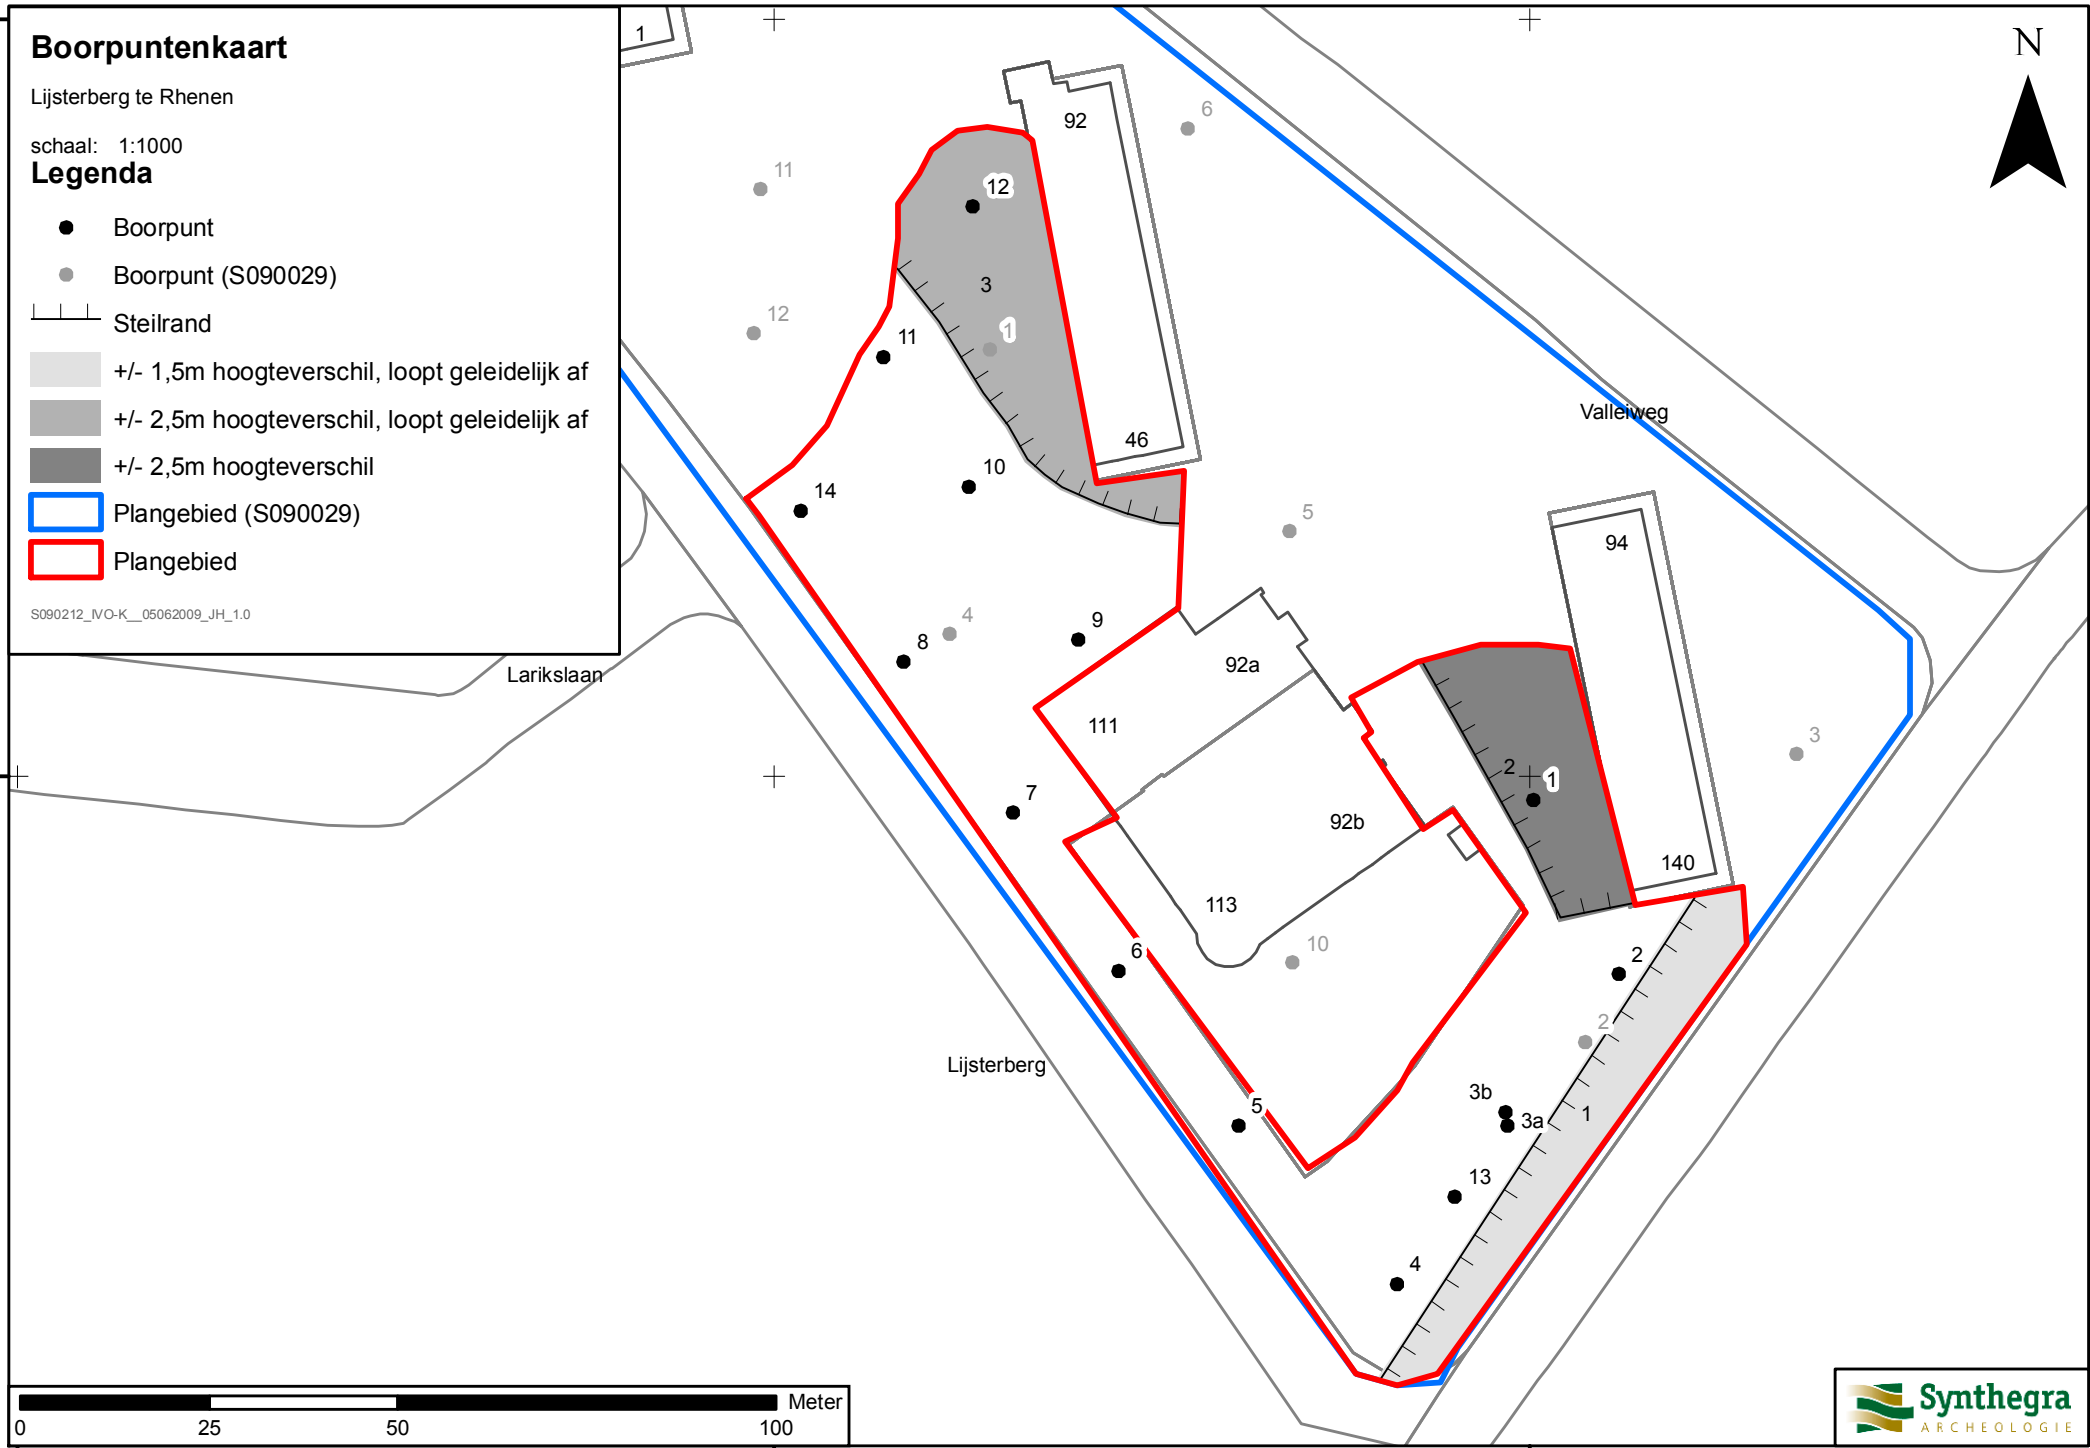 Boorpuntenkaart
Lijsterberg te Rhenen
schaal: 1:1000
Legenda
Boorpunt
Boorpunt (S090029)
Steilrand
+/- 1,5m hoogteverschil, loopt geleidelijk af
+/- 2,5m hoogteverschil, loopt geleidelijk af
+/- 2,5m hoogteverschil
Plangebied (S090029)
Plangebied
S090212_IVO-K__05062009_JH_1.0
N
1
92
6
11
12
3
12
1
11
Valleiweg
46
10
14
5
94
4
9
8
Larikslaan
92a
111
3
2
1
7
92b
140
113
10
6
2
2
Lijsterberg
3b
5
1
3a
13
4
Meter
0 25 50 100
Synthegra
ARCHEOLOGIE